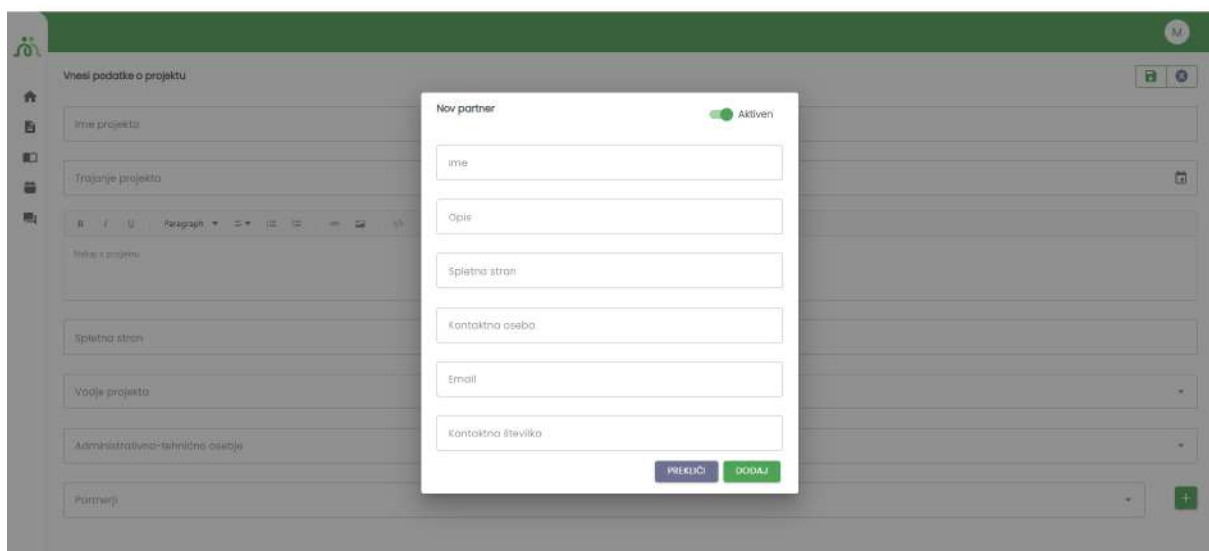 M
Vnesi podatke o projektu
Ime projekta
Trajanje projekta
B I U Paragraph
Spletna stran
Vodje projekta
Administrativno-tehnično osebje
Partnerji
Nov partner
Aktiven
Ime
Opis
Spletna stran
Kontaktna oseba
Email
Kontaktna številka
PREKLIČI DODAJ